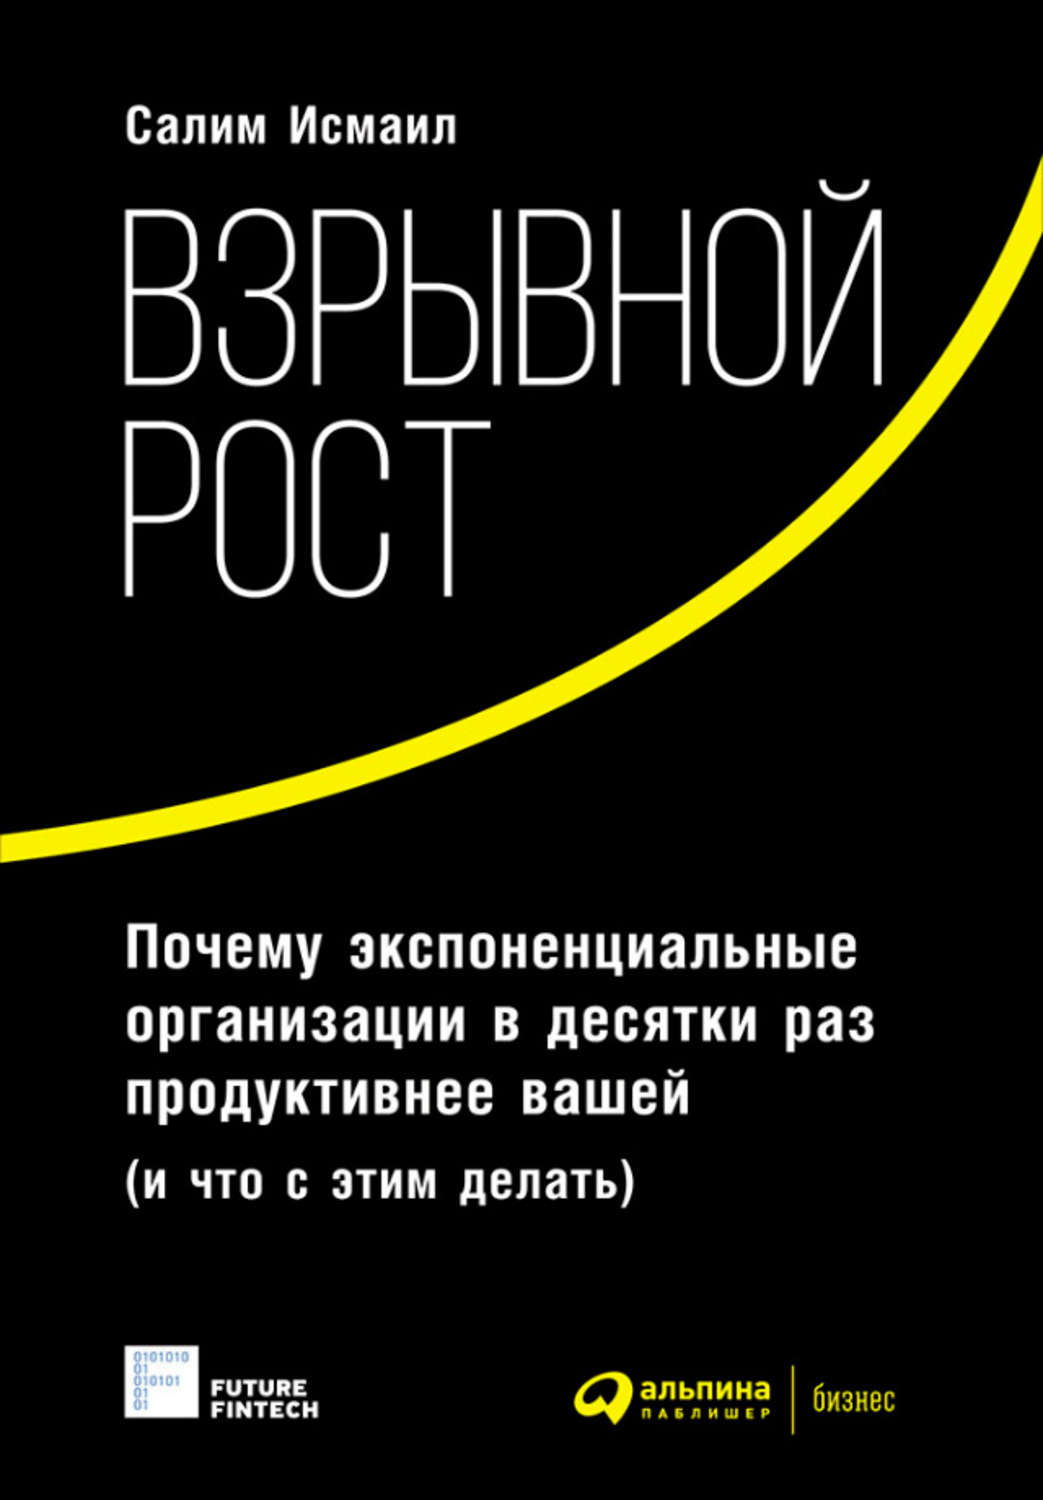 Салим Исмаил
ВЗРЫВНОЙ
РОСТ
Почему экспоненциальные
организации в десятки раз
продуктивнее вашей
(и что с этим делать)
0101010
01
010101
01
01
FUTURE
FINTECH
альпина
ПАБЛИШЕР
бизнес